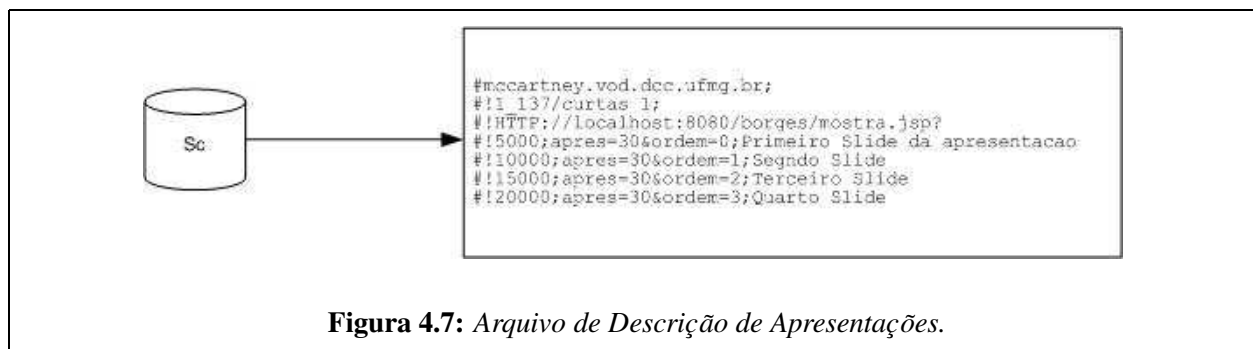 Sc
#mccartney.vod.dcc.ufmg.br;
#!1_137/curtas 1;
#!HTTP://localhost:8080/borges/mostra.jsp?
#!5000;apres=30&ordem=0;Primeiro Slide da apresentacao
#!10000;apres=30&ordem=1;Segndo Slide
#!15000;apres=30&ordem=2;Terceiro Slide
#!20000;apres=30&ordem=3;Quarto Slide
Figura 4.7: Arquivo de Descrição de Apresentações.